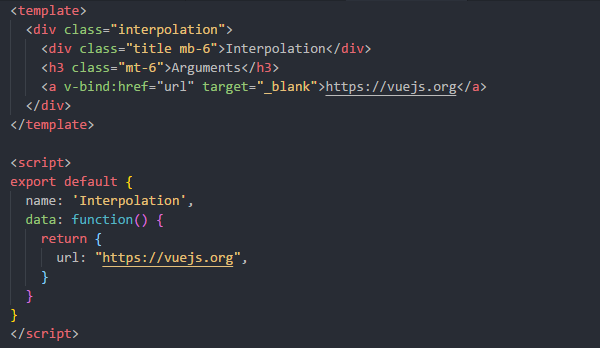 <template>
  <div class="interpolation">
    <div class="title mb-6">Interpolation</div>
    <h3 class="mt-6">Arguments</h3>
    <a v-bind:href="url" target="_blank">https://vuejs.org</a>
  </div>
</template>

<script>
export default {
  name: 'Interpolation',
  data: function() {
    return {
      url: "https://vuejs.org",
    }
  }
}
</script>